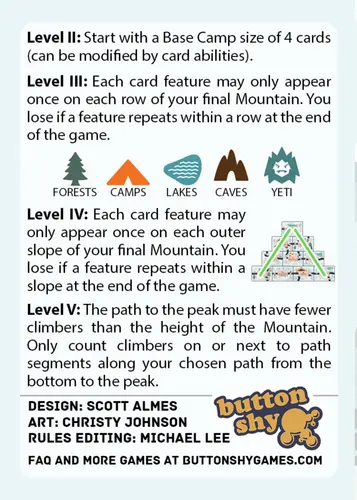 Level II: Start with a Base Camp size of 4 cards
(can be modified by card abilities).
Level III: Each card feature may only appear
once on each row of your final Mountain. You
lose if a feature repeats within a row at the end
of the game.
FORESTS CAMPS LAKES CAVES YETI
Level IV: Each card feature may
only appear once on each outer
slope of your final Mountain. You
lose if a feature repeats within a
slope at the end of the game.
Level V: The path to the peak must have fewer
climbers than the height of the Mountain.
Only count climbers on or next to path
segments along your chosen path from the
bottom to the peak.
DESIGN: SCOTT ALMES
ART: CHRISTY JOHNSON
RULES EDITING: MICHAEL LEE
button
shy
FAQ AND MORE GAMES AT BUTTONSHYGAMES.COM